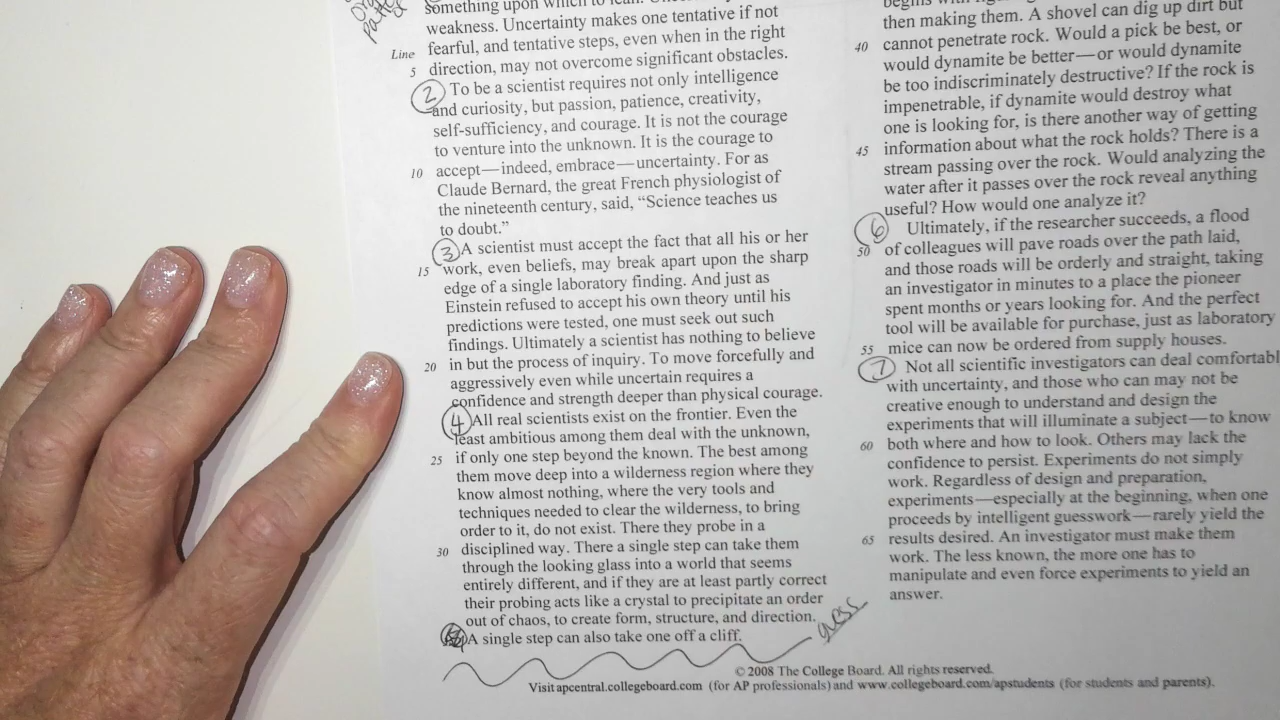 something upon which to lean.
weakness. Uncertainty makes one tentative if not
Line fearful, and tentative steps, even when in the right
5 direction, may not overcome significant obstacles.
2 To be a scientist requires not only intelligence
and curiosity, but passion, patience, creativity,
self-sufficiency, and courage. It is not the courage
to venture into the unknown. It is the courage to
10 accept—indeed, embrace—uncertainty. For as
Claude Bernard, the great French physiologist of
the nineteenth century, said, “Science teaches us
to doubt.”
3 A scientist must accept the fact that all his or her
15 work, even beliefs, may break apart upon the sharp
edge of a single laboratory finding. And just as
Einstein refused to accept his own theory until his
predictions were tested, one must seek out such
findings. Ultimately a scientist has nothing to believe
20 in but the process of inquiry. To move forcefully and
aggressively even while uncertain requires a
confidence and strength deeper than physical courage.
4 All real scientists exist on the frontier. Even the
least ambitious among them deal with the unknown,
25 if only one step beyond the known. The best among
them move deep into a wilderness region where they
know almost nothing, where the very tools and
techniques needed to clear the wilderness, to bring
order to it, do not exist. There they probe in a
30 disciplined way. There a single step can take them
through the looking glass into a world that seems
entirely different, and if they are at least partly correct
their probing acts like a crystal to precipitate an order
out of chaos, to create form, structure, and direction.
A single step can also take one off a cliff.
guess
then making them. A shovel can dig up dirt but
40 cannot penetrate rock. Would a pick be best, or
would dynamite be better—or would dynamite
be too indiscriminately destructive? If the rock is
impenetrable, if dynamite would destroy what
one is looking for, is there another way of getting
45 information about what the rock holds? There is a
stream passing over the rock. Would analyzing the
water after it passes over the rock reveal anything
useful? How would one analyze it?
6 Ultimately, if the researcher succeeds, a flood
50 of colleagues will pave roads over the path laid,
and those roads will be orderly and straight, taking
an investigator in minutes to a place the pioneer
spent months or years looking for. And the perfect
tool will be available for purchase, just as laboratory
55 mice can now be ordered from supply houses.
7 Not all scientific investigators can deal comfortabl
with uncertainty, and those who can may not be
creative enough to understand and design the
experiments that will illuminate a subject—to know
60 both where and how to look. Others may lack the
confidence to persist. Experiments do not simply
work. Regardless of design and preparation,
experiments—especially at the beginning, when one
proceeds by intelligent guesswork—rarely yield the
65 results desired. An investigator must make them
work. The less known, the more one has to
manipulate and even force experiments to yield an
answer.
© 2008 The College Board. All rights reserved.
Visit apcentral.collegeboard.com (for AP professionals) and www.collegeboard.com/apstudents (for students and parents).